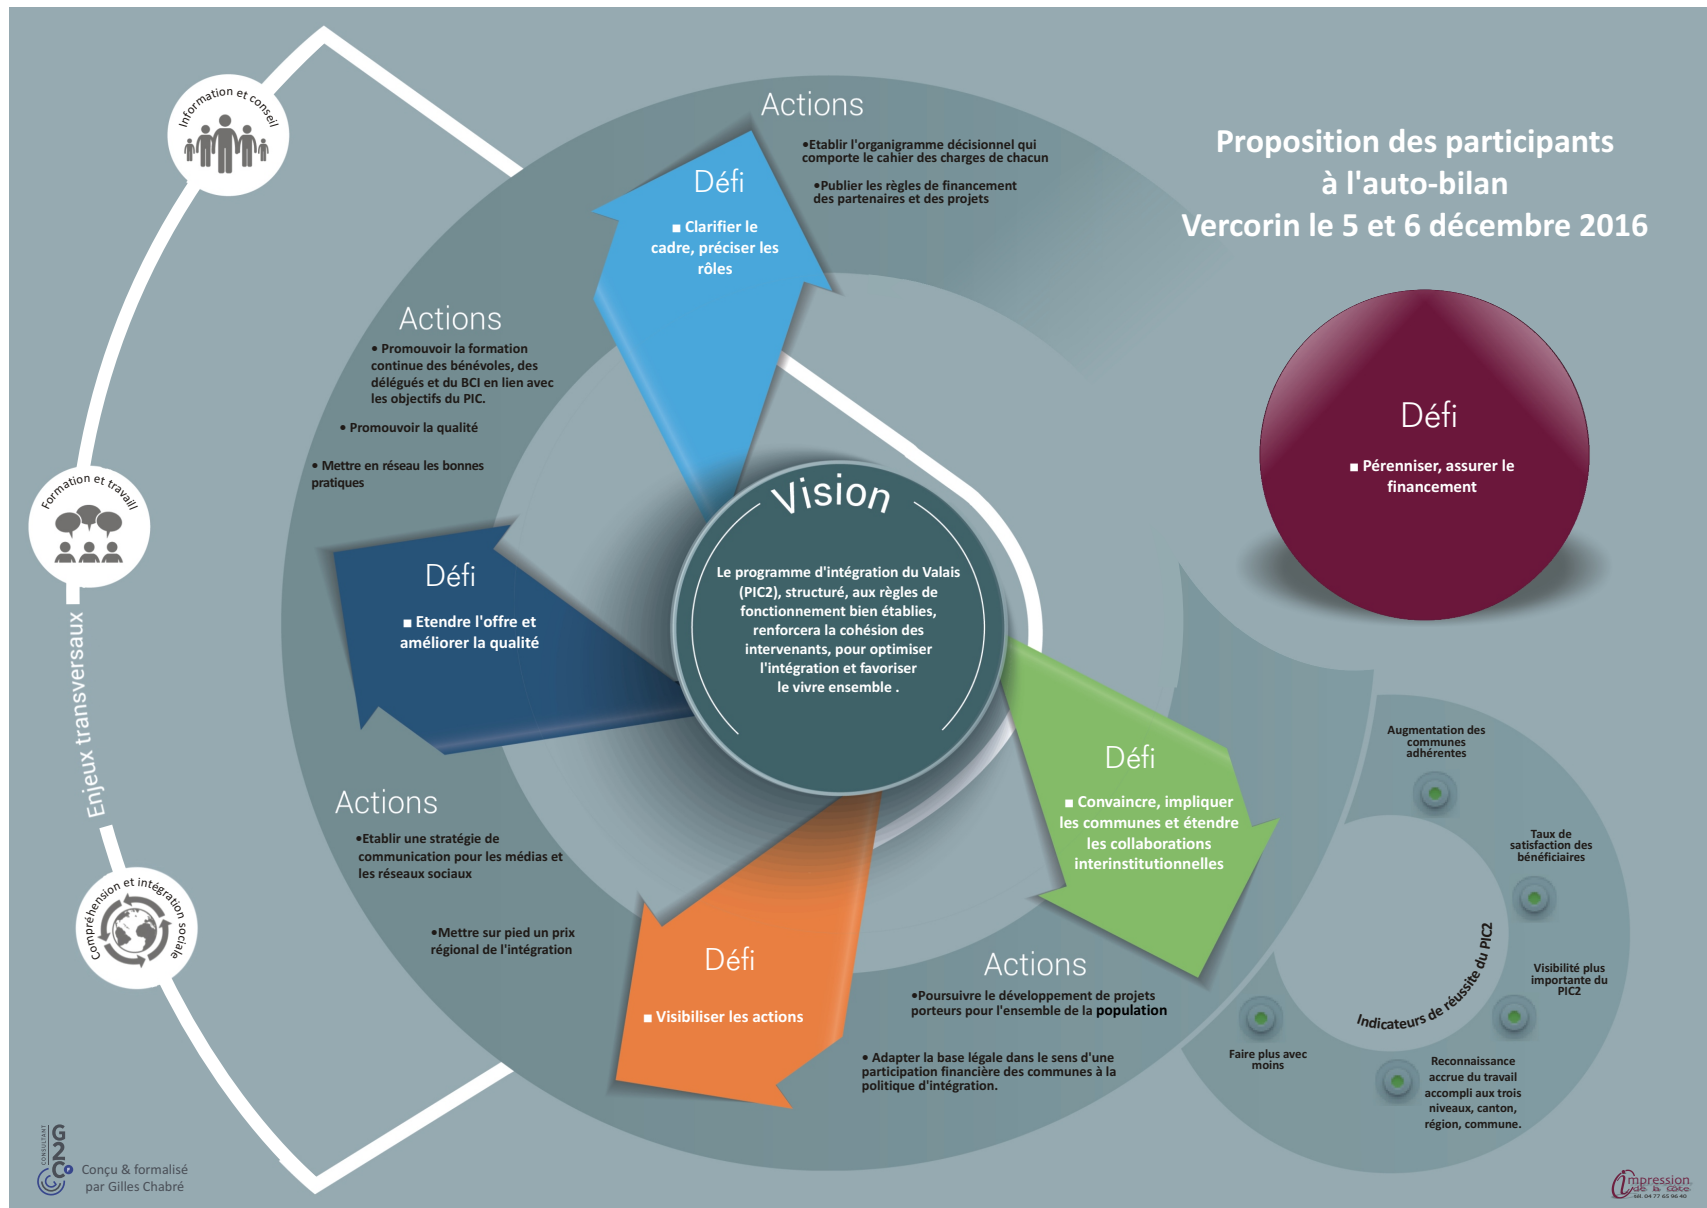 Proposition des participants
à l'auto-bilan
Vercorin le 5 et 6 décembre 2016
Information et conseil
Formation et travaill
Enjeux transversaux
Compréhension et intégration sociale
Vision
Le programme d'intégration du Valais
(PIC2), structuré, aux règles de
fonctionnement bien établies,
renforcera la cohésion des
intervenants, pour optimiser
l'intégration et favoriser
le vivre ensemble .
Défi
■ Clarifier le
cadre, préciser les
rôles
Actions
•Etablir l'organigramme décisionnel qui
comporte le cahier des charges de chacun
•Publier les règles de financement
des partenaires et des projets
Actions
• Promouvoir la formation
continue des bénévoles, des
délégués et du BCI en lien avec
les objectifs du PIC.
• Promouvoir la qualité
• Mettre en réseau les bonnes
pratiques
Défi
■ Etendre l'offre et
améliorer la qualité
Actions
•Etablir une stratégie de
communication pour les médias et
les réseaux sociaux
•Mettre sur pied un prix
régional de l'intégration
Défi
■ Visibiliser les actions
Défi
■ Convaincre, impliquer
les communes et étendre
les collaborations
interinstitutionnelles
Actions
•Poursuivre le développement de projets
porteurs pour l'ensemble de la population
• Adapter la base légale dans le sens d'une
participation financière des communes à la
politique d'intégration.
Défi
■ Pérenniser, assurer le
financement
Augmentation des
communes
adhérentes
Taux de
satisfaction des
bénéficiaires
Visibilité plus
importante du
PIC2
Reconnaissance
accrue du travail
accompli aux trois
niveaux, canton,
région, commune.
Faire plus avec
moins
Indicateurs de réussite du PIC2
CONSULTANT
G2C
Conçu & formalisé
par Gilles Chabré
impression
de la Côte
tél. 04 77 65 96 40